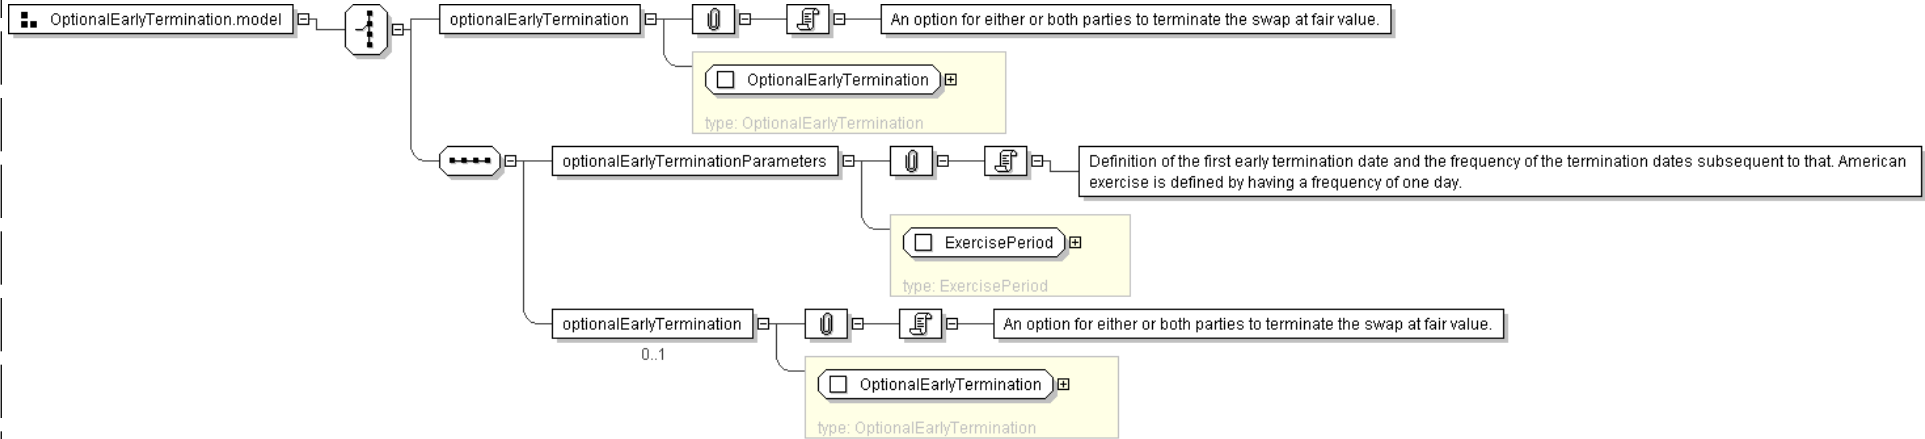 OptionalEarlyTermination.model
optionalEarlyTermination
An option for either or both parties to terminate the swap at fair value.
OptionalEarlyTermination
type: OptionalEarlyTermination
optionalEarlyTerminationParameters
Definition of the first early termination date and the frequency of the termination dates subsequent to that. American
exercise is defined by having a frequency of one day.
ExercisePeriod
type: ExercisePeriod
optionalEarlyTermination
An option for either or both parties to terminate the swap at fair value.
0..1
OptionalEarlyTermination
type: OptionalEarlyTermination